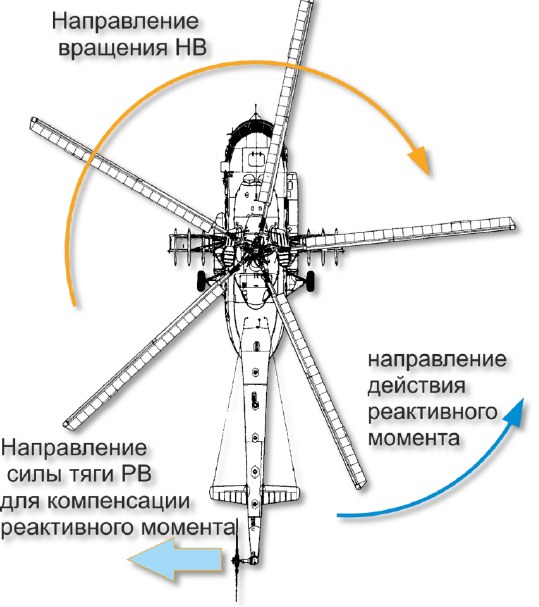 Направление
вращения НВ
направление
действия
реактивного
момента
Направление
силы тяги РВ
для компенсации
реактивного момента